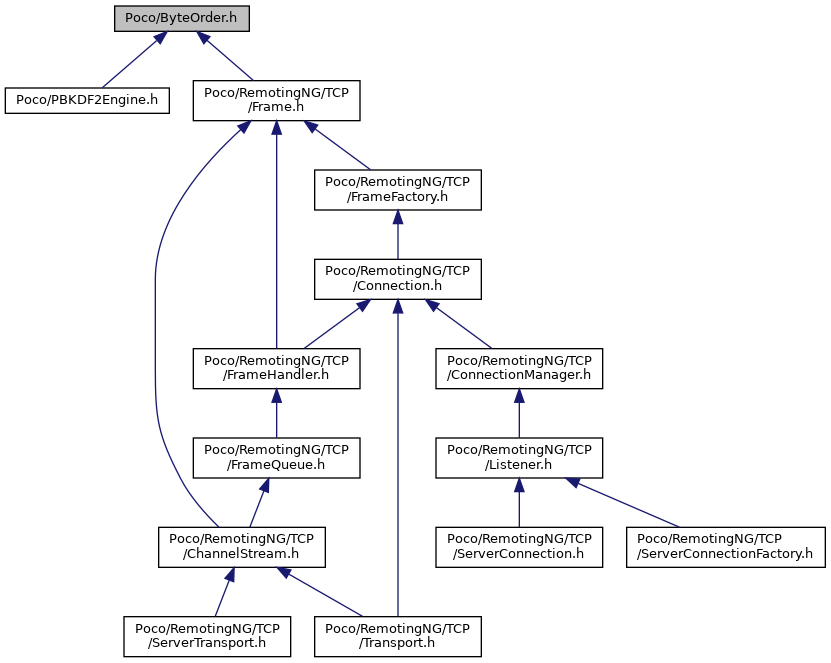 Poco/ByteOrder.h
Poco/PBKDF2Engine.h
Poco/RemotingNG/TCP
/Frame.h
Poco/RemotingNG/TCP
/FrameFactory.h
Poco/RemotingNG/TCP
/Connection.h
Poco/RemotingNG/TCP
/FrameHandler.h
Poco/RemotingNG/TCP
/ConnectionManager.h
Poco/RemotingNG/TCP
/FrameQueue.h
Poco/RemotingNG/TCP
/Listener.h
Poco/RemotingNG/TCP
/ChannelStream.h
Poco/RemotingNG/TCP
/ServerConnection.h
Poco/RemotingNG/TCP
/ServerConnectionFactory.h
Poco/RemotingNG/TCP
/ServerTransport.h
Poco/RemotingNG/TCP
/Transport.h